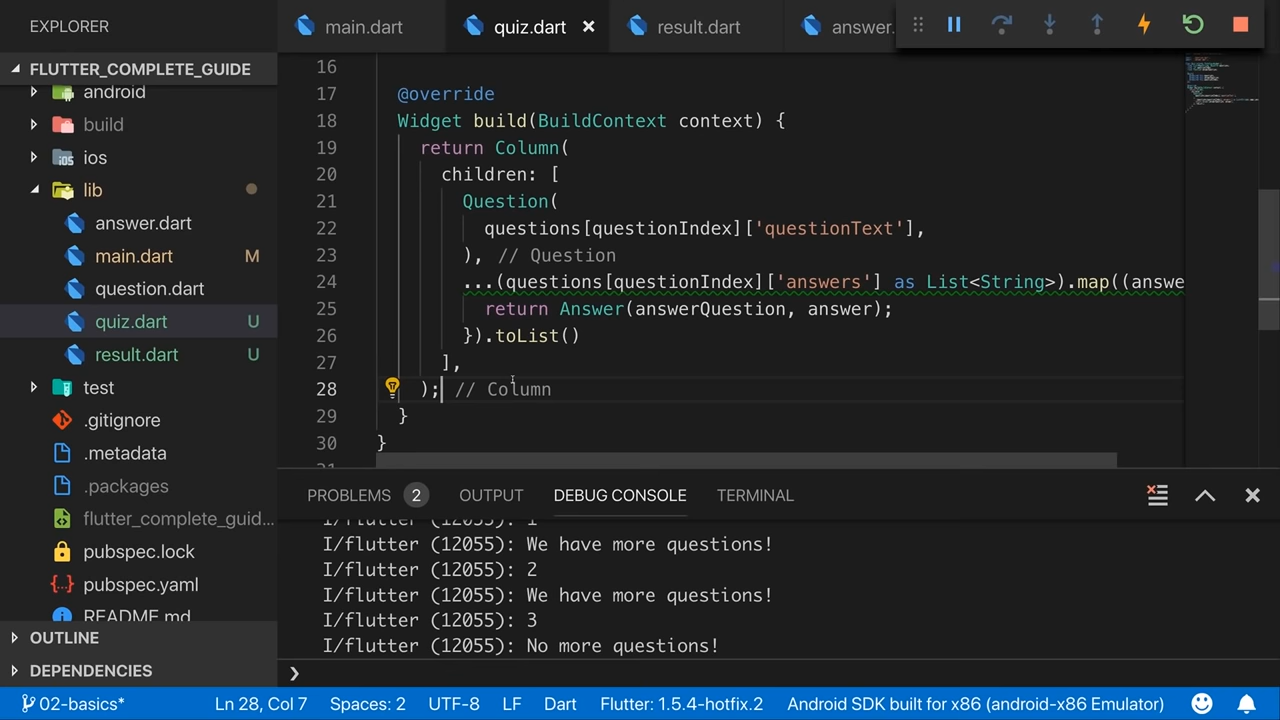 EXPLORER
FLUTTER_COMPLETE_GUIDE
android
build
ios
lib
answer.dart
main.dart M
question.dart
quiz.dart U
result.dart U
test
.gitignore
.metadata
.packages
flutter_complete_guid...
pubspec.lock
pubspec.yaml
README.md
OUTLINE
DEPENDENCIES
main.dart quiz.dart result.dart answer.
16
17 @override
18 Widget build(BuildContext context) {
19 return Column(
20 children: [
21 Question(
22 questions[questionIndex]['questionText'],
23 ), // Question
24 ...(questions[questionIndex]['answers'] as List<String>).map((answe
25 return Answer(answerQuestion, answer);
26 }).toList()
27 ],
28 ); // Column
29 }
30 }
PROBLEMS 2 OUTPUT DEBUG CONSOLE TERMINAL
I/flutter (12055): 1
I/flutter (12055): We have more questions!
I/flutter (12055): 2
I/flutter (12055): We have more questions!
I/flutter (12055): 3
I/flutter (12055): No more questions!
02-basics* Ln 28, Col 7 Spaces: 2 UTF-8 LF Dart Flutter: 1.5.4-hotfix.2 Android SDK built for x86 (android-x86 Emulator)